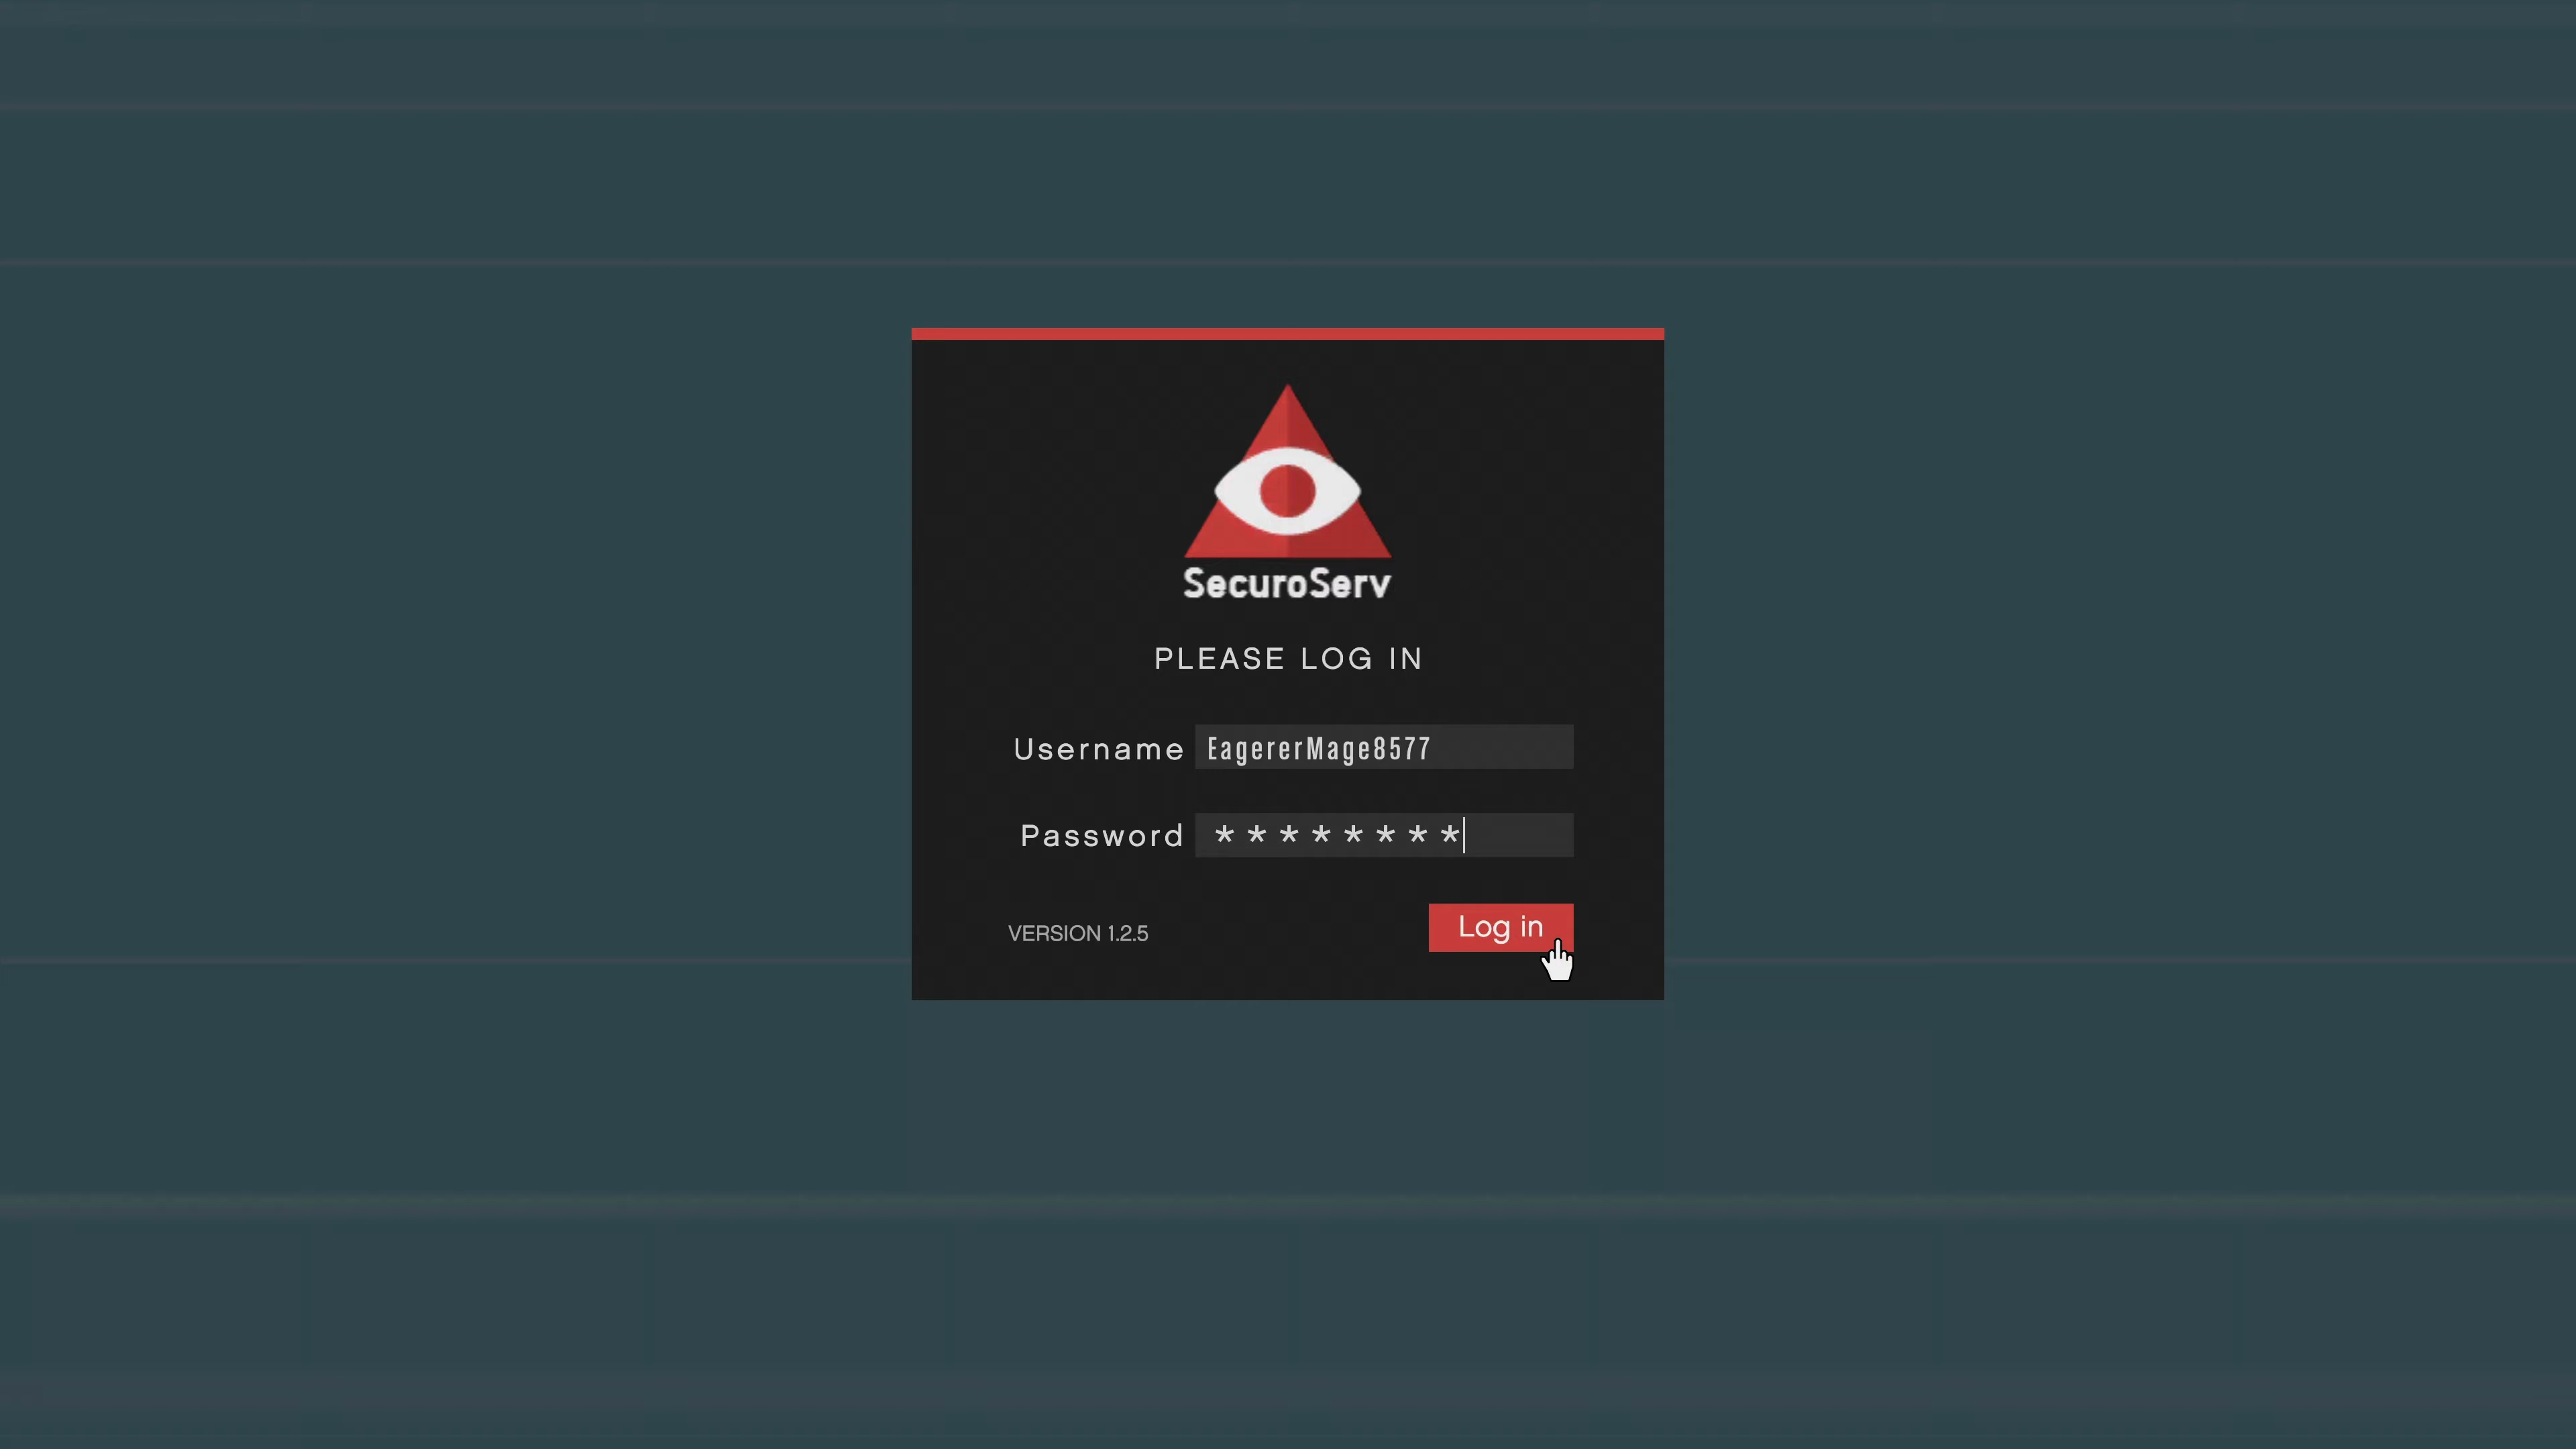 SecuroServ
PLEASE LOG IN
Username EagererMage8577
Password ********
VERSION 1.2.5
Log in